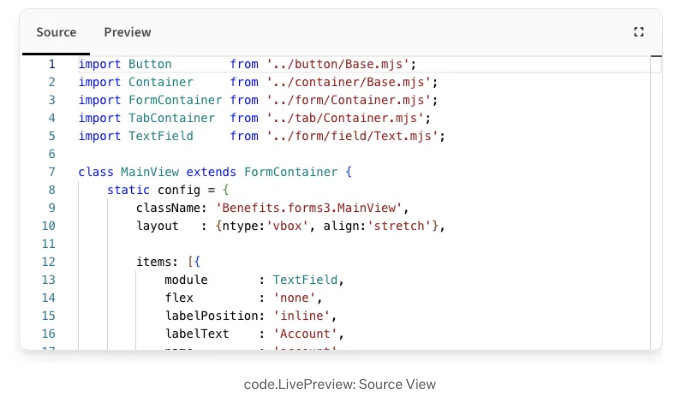 Source Preview
1 import Button        from '../button/Base.mjs';
2 import Container     from '../container/Base.mjs';
3 import FormContainer from '../form/Container.mjs';
4 import TabContainer  from '../tab/Container.mjs';
5 import TextField     from '../form/field/Text.mjs';
6
7 class MainView extends FormContainer {
8     static config = {
9         className: 'Benefits.forms3.MainView',
10         layout   : {ntype:'vbox', align:'stretch'},
11
12         items: [{
13             module       : TextField,
14             flex         : 'none',
15             labelPosition: 'inline',
16             labelText    : 'Account',
code.LivePreview: Source View